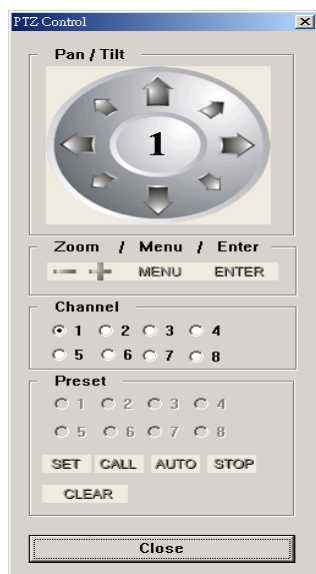 PTZ Control
Pan / Tilt
1
Zoom / Menu / Enter
MENU ENTER
Channel
1 2 3 4
5 6 7 8
Preset
1 2 3 4
5 6 7 8
SET CALL AUTO STOP
CLEAR
Close